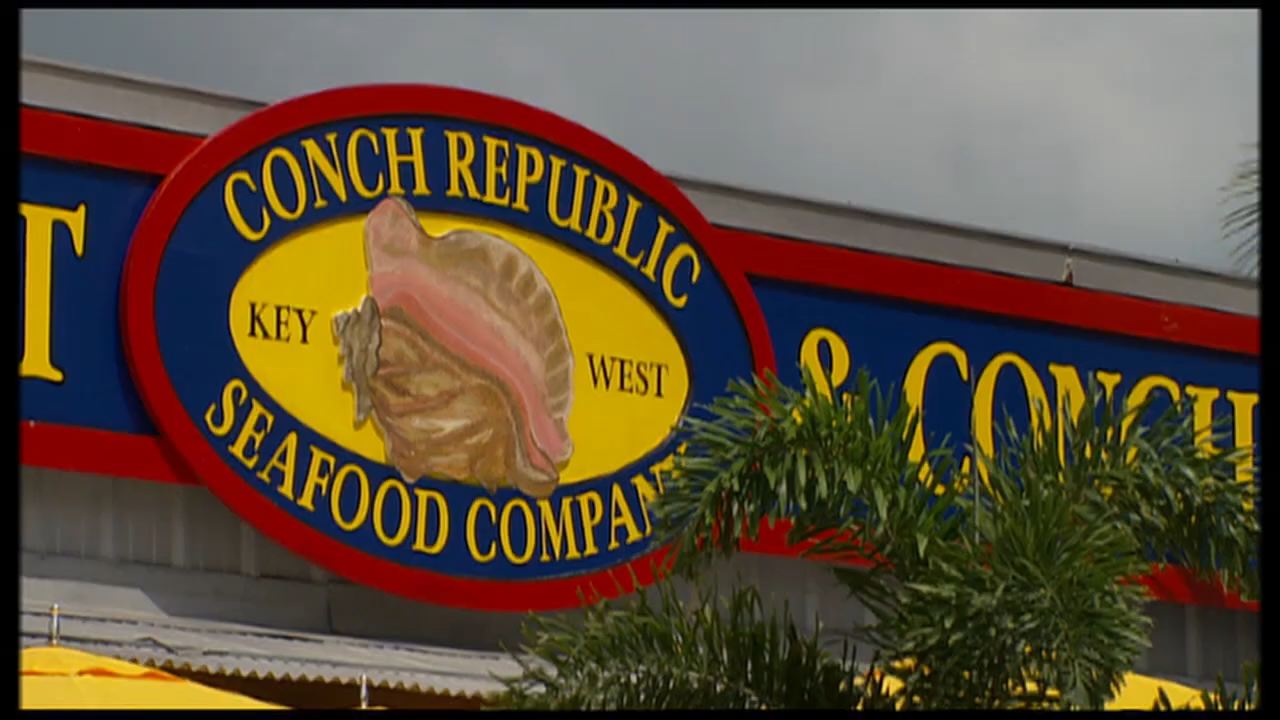 CONCH REPUBLIC
KEY WEST
SEAFOOD COMPANY
T
& CONCH